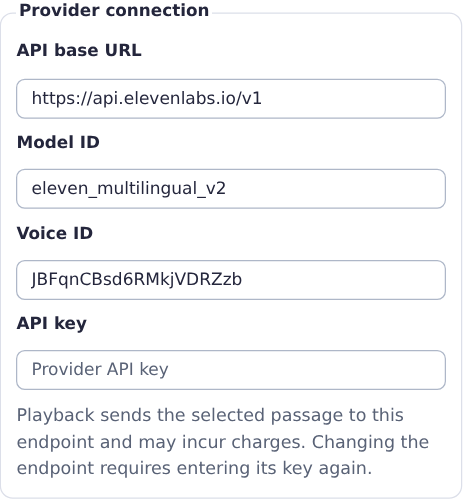 Provider connection
API base URL
https://api.elevenlabs.io/v1
Model ID
eleven_multilingual_v2
Voice ID
JBFqnCBsd6RMkjVDRZzb
API key
Provider API key
Playback sends the selected passage to this
endpoint and may incur charges. Changing the
endpoint requires entering its key again.